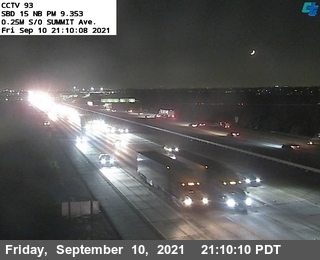 CCTV 93
SBD 15 NB PM 9.353
0.25M S/O SUMMIT Ave.
Fri Sep 10 21:10:08 2021
Friday, September 10, 2021 21:10:10 PDT